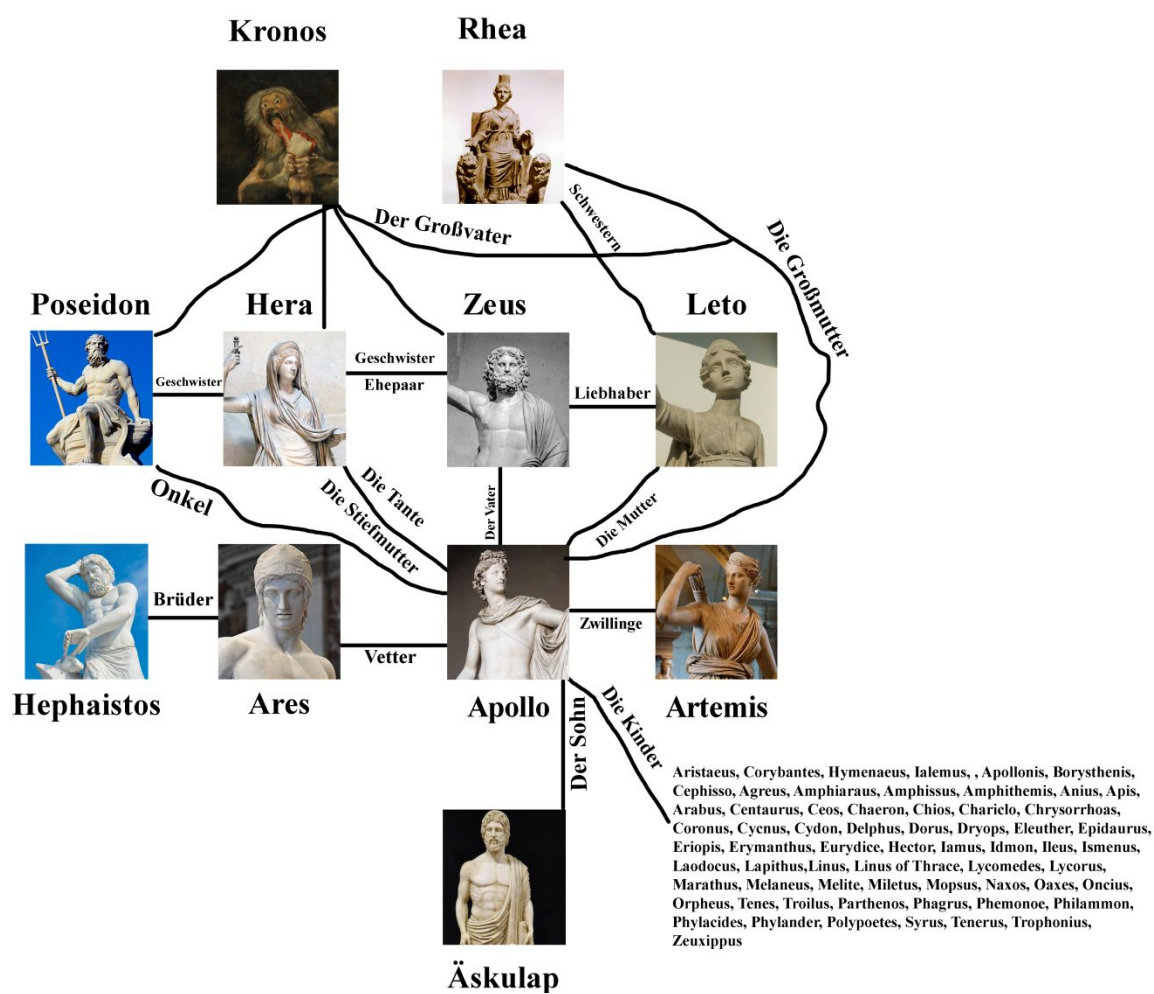 Kronos
Rhea
Schwestern
Der Großvater
Die Großmutter
Poseidon
Hera
Zeus
Leto
Geschwister
Geschwister
Ehepaar
Liebhaber
Onkel
Die Tante
Die Stiefmutter
Der Vater
Die Mutter
Brüder
Vetter
Zwillinge
Hephaistos
Ares
Apollo
Artemis
Der Sohn
Die Kinder
Aristaeus, Corybantes, Hymenaeus, Ialemus, , Apollonis, Borysthenis,
Cephisso, Agreus, Amphiaraus, Amphissus, Amphithemis, Anius, Apis,
Arabus, Centaurus, Ceos, Chaeron, Chios, Chariclo, Chrysorrhoas,
Coronus, Cycnus, Cydon, Delphus, Dorus, Dryops, Eleuther, Epidaurus,
Eriopis, Erymanthus, Eurydice, Hector, Iamus, Idmon, Ileus, Ismenus,
Laodocus, Lapithus,Linus, Linus of Thrace, Lycomedes, Lycorus,
Marathus, Melaneus, Melite, Miletus, Mopsus, Naxos, Oaxes, Oncius,
Orpheus, Tenes, Troilus, Parthenos, Phagrus, Phemonoe, Philammon,
Phylacides, Phylander, Polypoetes, Syrus, Tenerus, Trophonius,
Zeuxippus
Äskulap